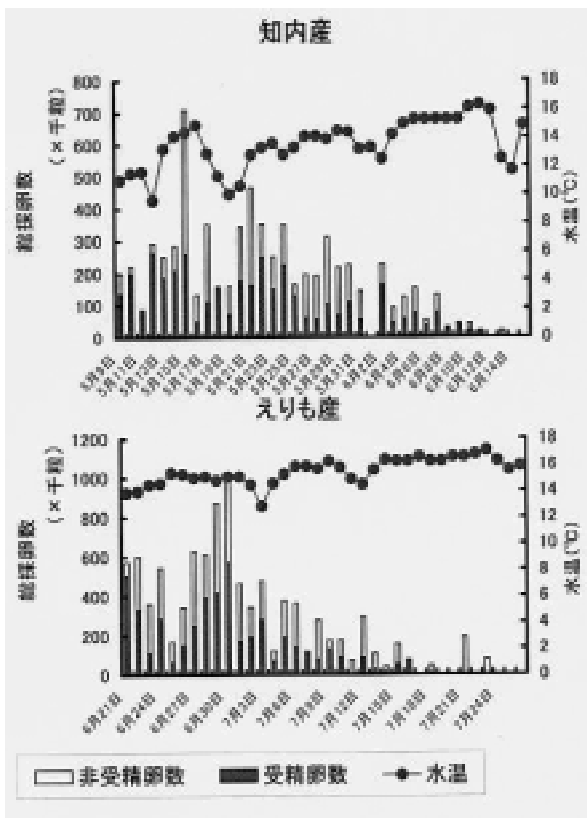 知内産
800
700
600
500
400
300
200
100
0
総採卵数
(×千粒)
18
16
14
12
10
8
6
4
2
0
水温(℃)
5月9日
5月11日
5月13日
5月15日
5月17日
5月19日
5月21日
5月23日
5月25日
5月27日
5月29日
5月31日
6月2日
6月4日
6月6日
6月8日
6月10日
6月12日
6月14日
えりも産
1200
1000
800
600
400
200
0
総採卵数
(×千粒)
18
16
14
12
10
8
6
4
2
0
水温(℃)
6月21日
6月24日
6月27日
6月30日
7月3日
7月6日
7月9日
7月12日
7月15日
7月18日
7月21日
7月24日
非受精卵数 受精卵数 水温